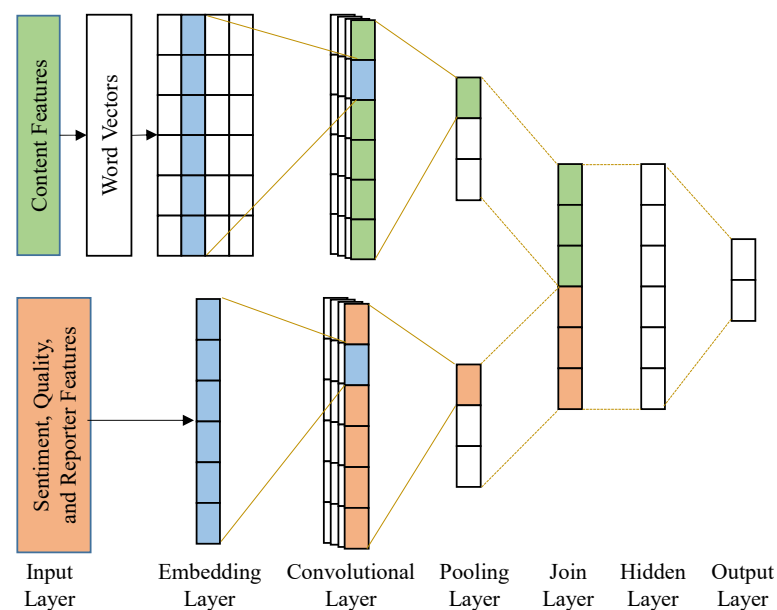 Content Features
Word Vectors
Sentiment, Quality,
and Reporter Features
Input
Layer
Embedding
Layer
Convolutional
Layer
Pooling
Layer
Join
Layer
Hidden
Layer
Output
Layer